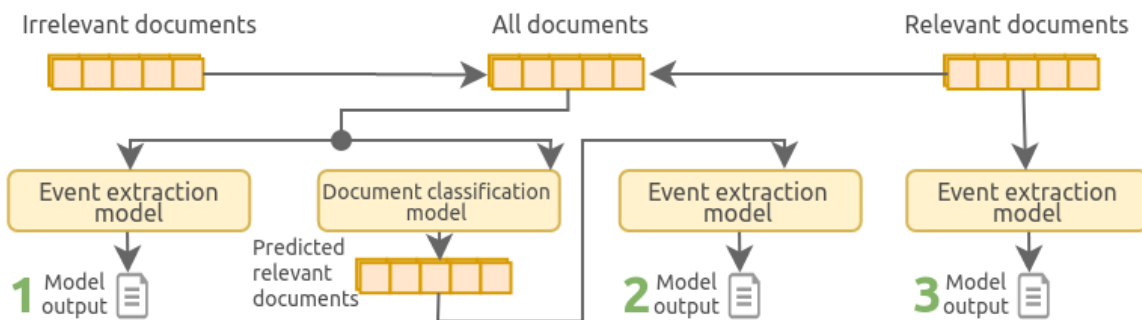 Irrelevant documents
All documents
Relevant documents
Event extraction
model
Document classification
model
Event extraction
model
Event extraction
model
Predicted
relevant
documents
1 Model
output
2 Model
output
3 Model
output